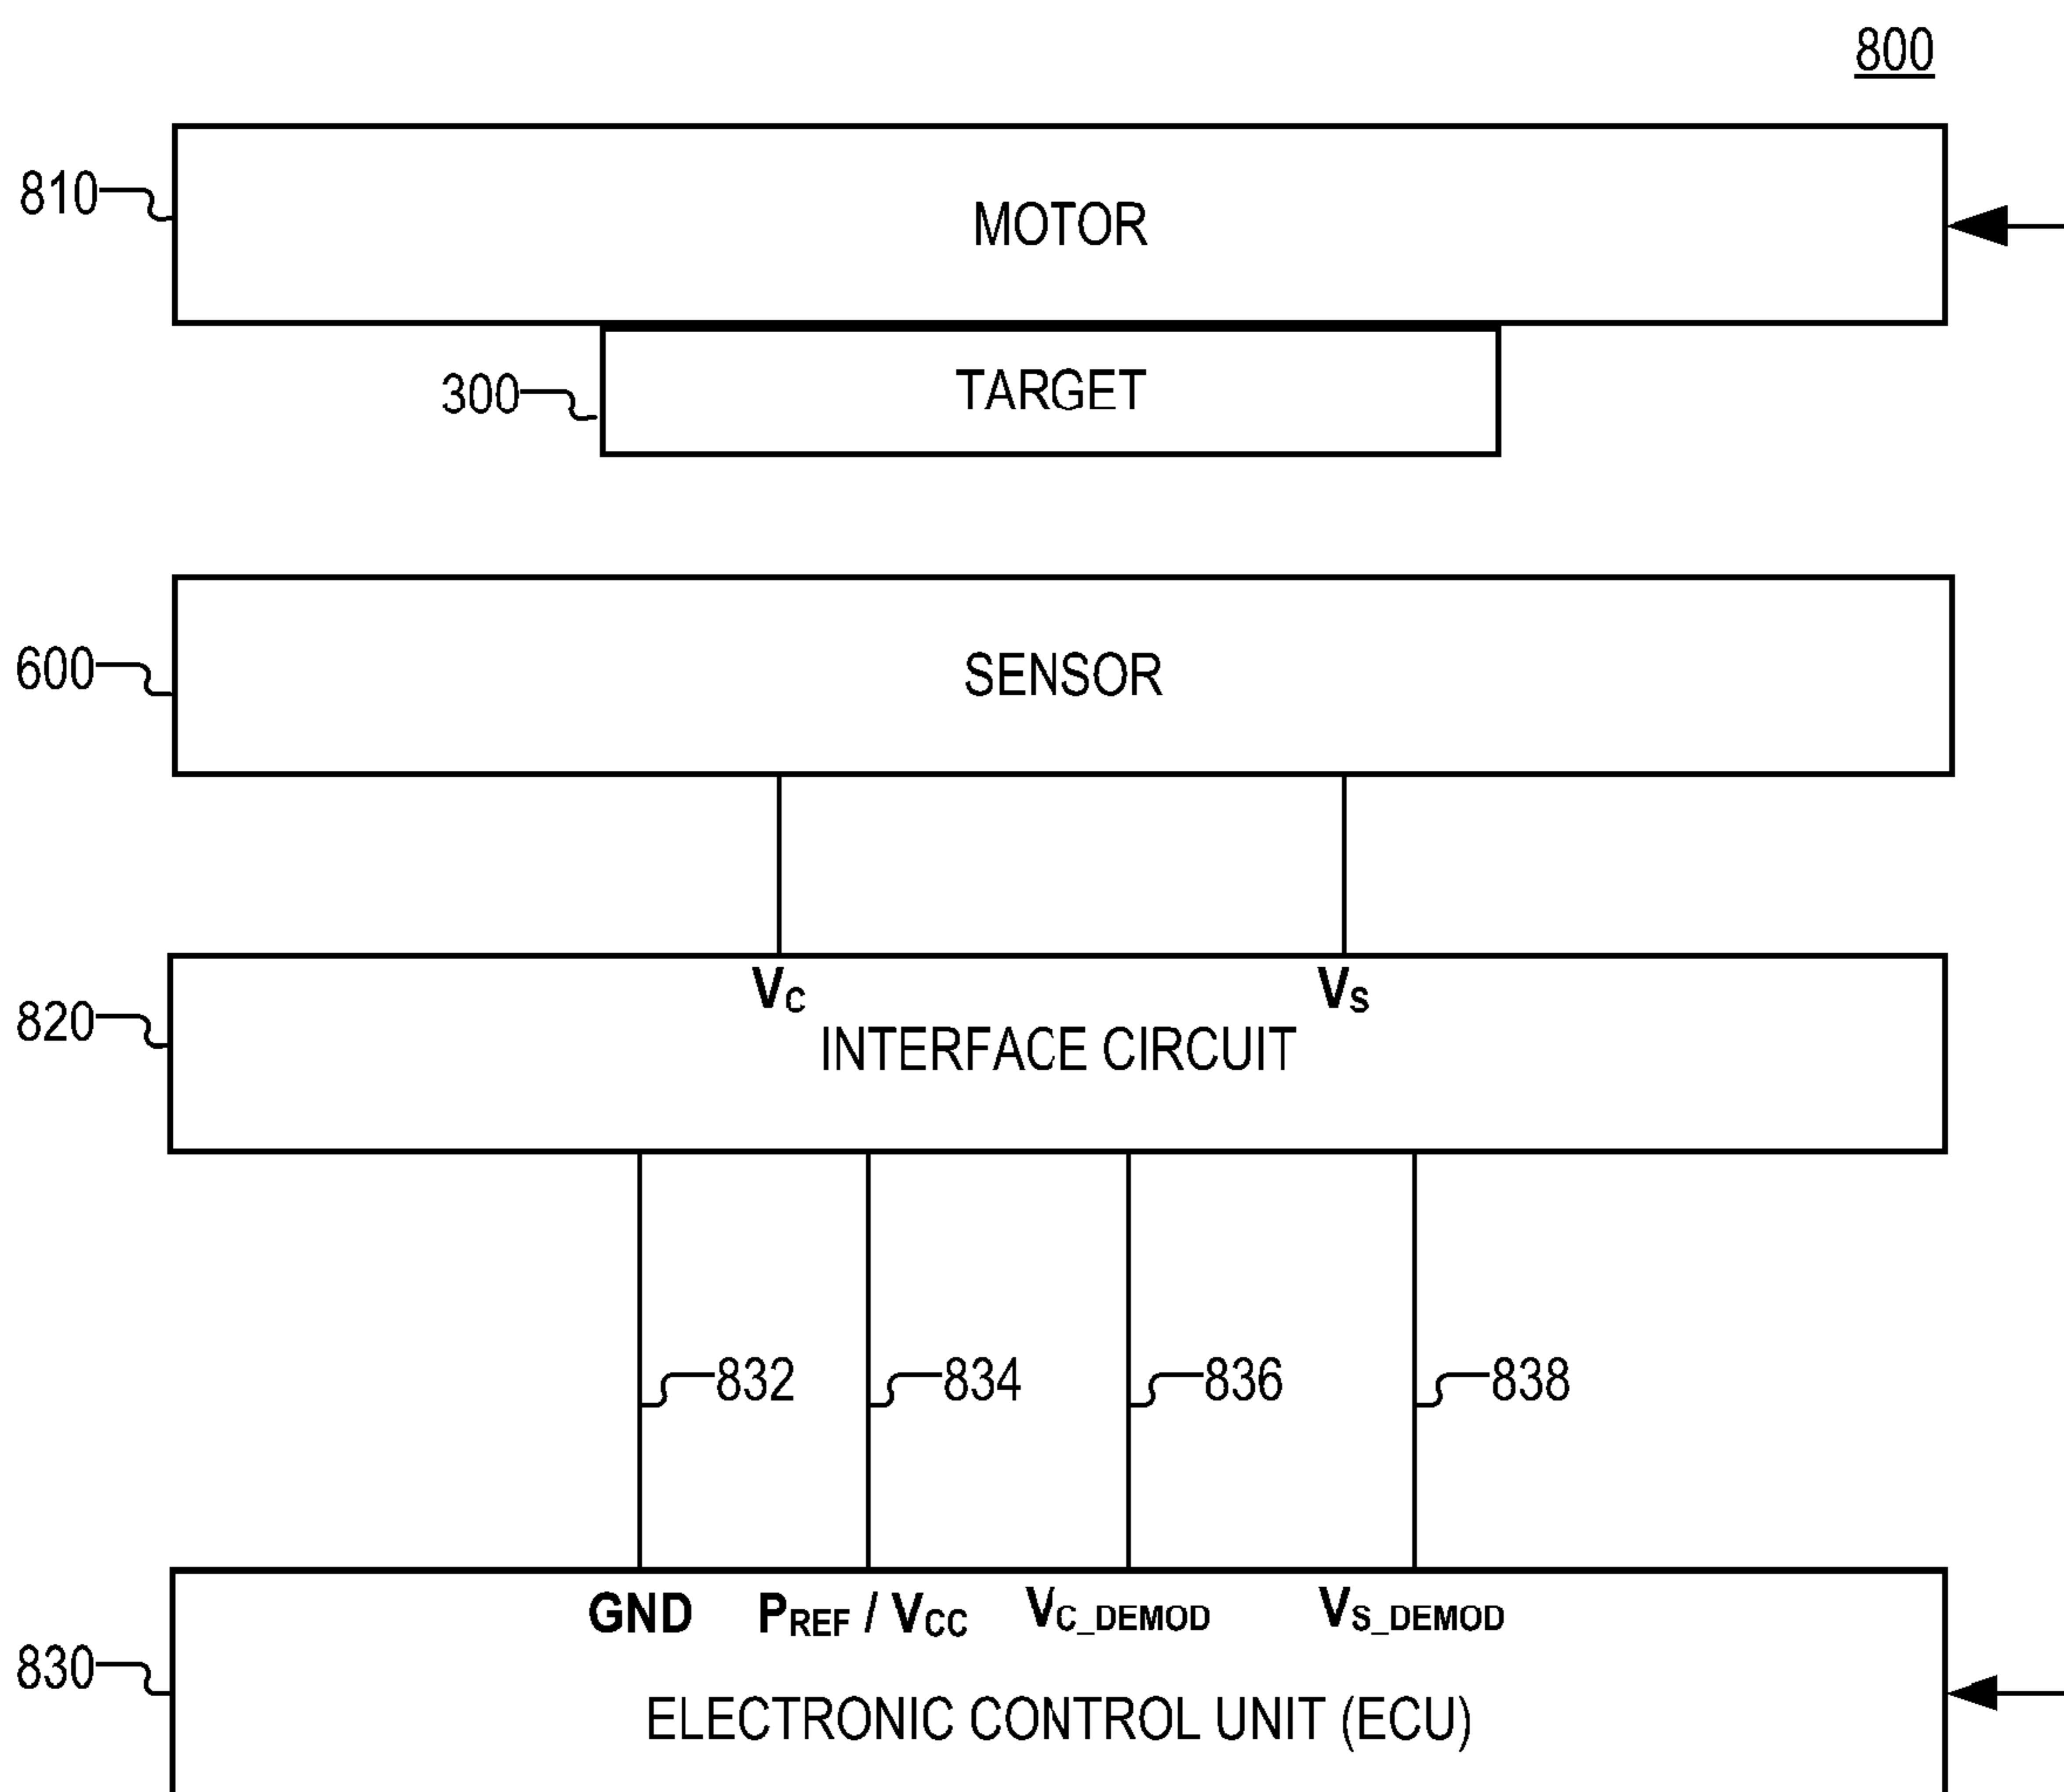 800
810
MOTOR
300
TARGET
600
SENSOR
VC VS
820
INTERFACE CIRCUIT
832 834 836 838
GND PREF / VCC VC_DEMOD VS_DEMOD
830
ELECTRONIC CONTROL UNIT (ECU)